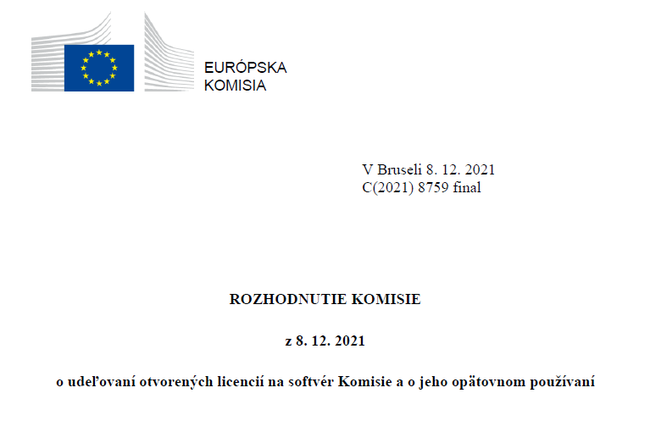 EURÓPSKA
KOMISIA
V Bruseli 8. 12. 2021
C(2021) 8759 final
ROZHODNUTIE KOMISIE
z 8. 12. 2021
o udeľovaní otvorených licencií na softvér Komisie a o jeho opätovnom používaní